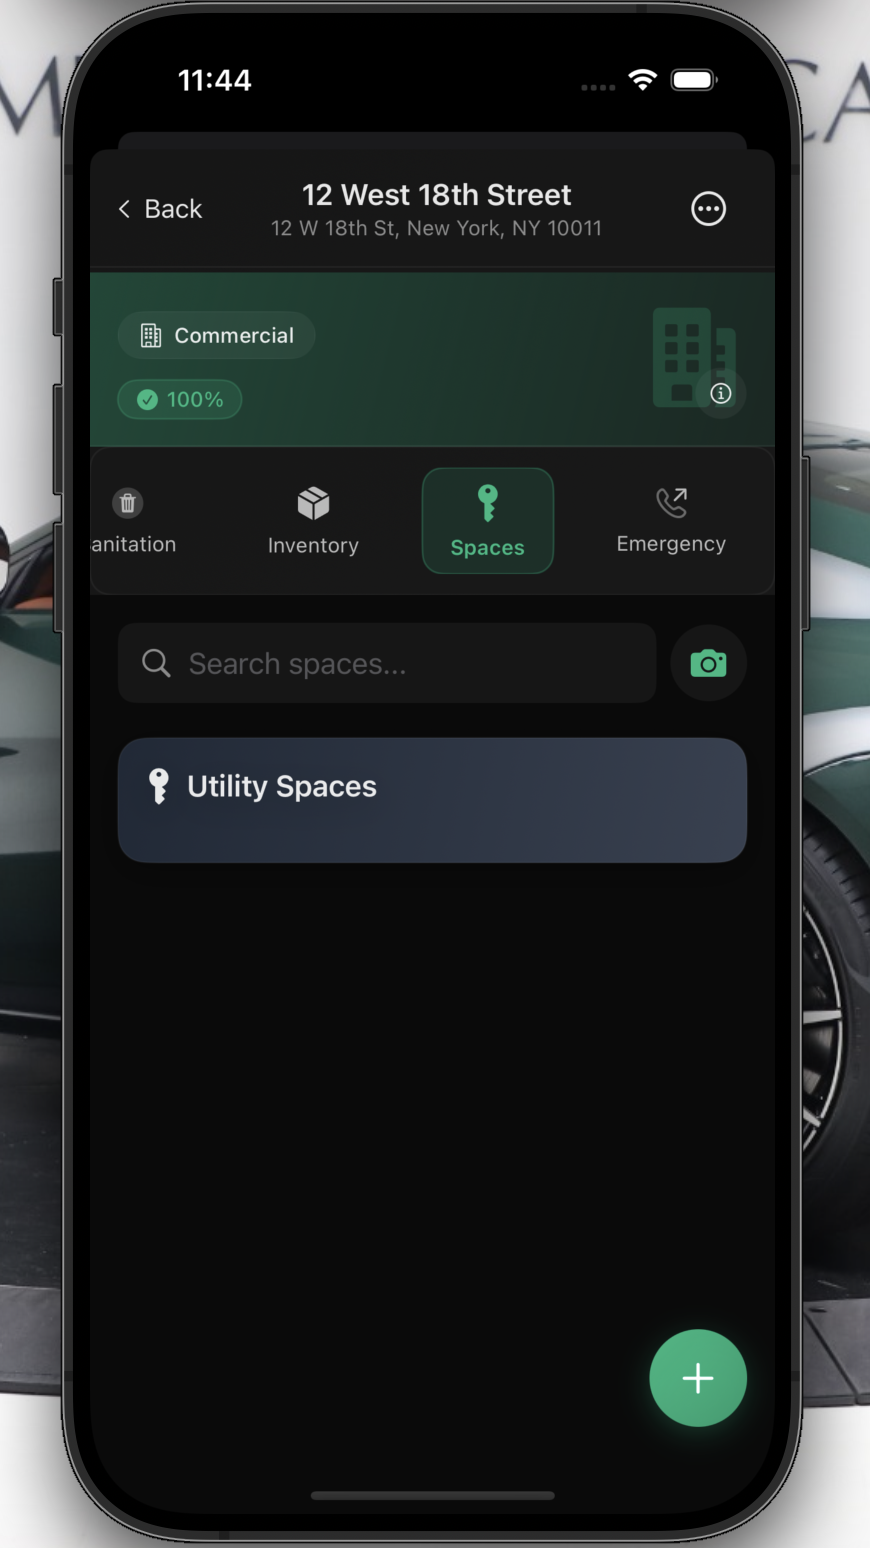 11:44
Back
12 West 18th Street
12 W 18th St, New York, NY 10011
Commercial
100%
anitation
Inventory
Spaces
Emergency
Search spaces...
Utility Spaces